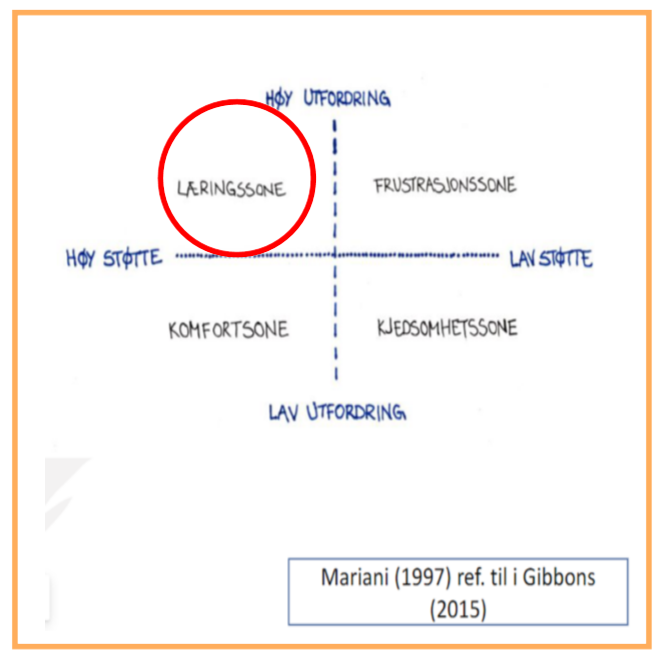 HØY UTFORDRING
LÆRINGSSONE FRUSTRASJONSSONE
HØY STØTTE LAV STØTTE
KOMFORTSONE KJEDSOMHETSSONE
LAV UTFORDRING
Mariani (1997) ref. til i Gibbons
(2015)